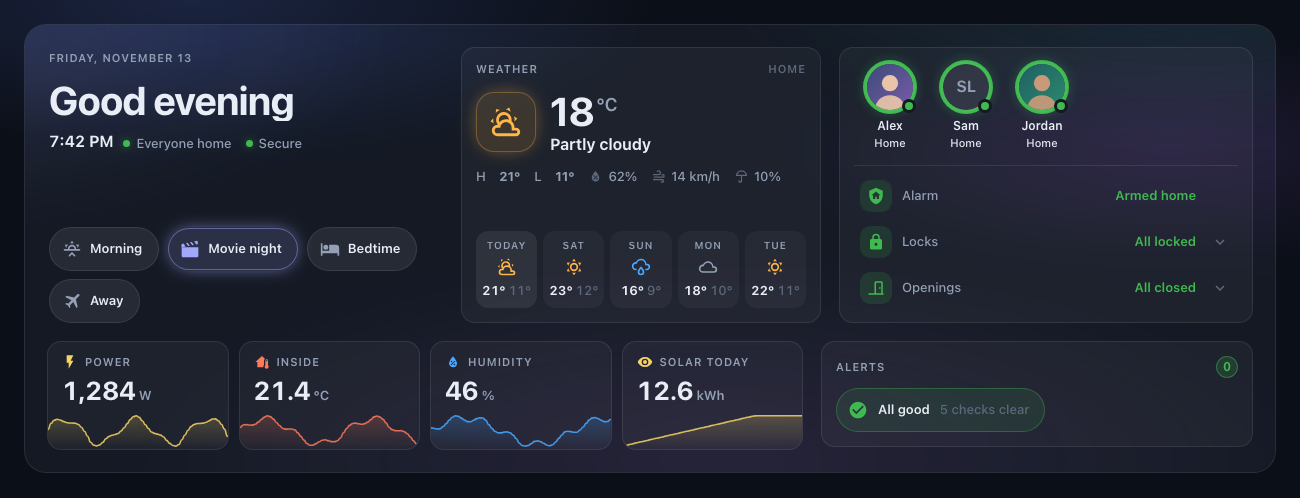 FRIDAY, NOVEMBER 13
Good evening
7:42 PM Everyone home Secure
Morning Movie night Bedtime
Away
WEATHER HOME
18 °C
Partly cloudy
H 21° L 11° 62% 14 km/h 10%
TODAY SAT SUN MON TUE
21° 11° 23° 12° 16° 9° 18° 10° 22° 11°
SL
Alex Sam Jordan
Home Home Home
Alarm Armed home
Locks All locked
Openings All closed
POWER
1,284 W
INSIDE
21.4 °C
HUMIDITY
46 %
SOLAR TODAY
12.6 kWh
ALERTS 0
All good 5 checks clear